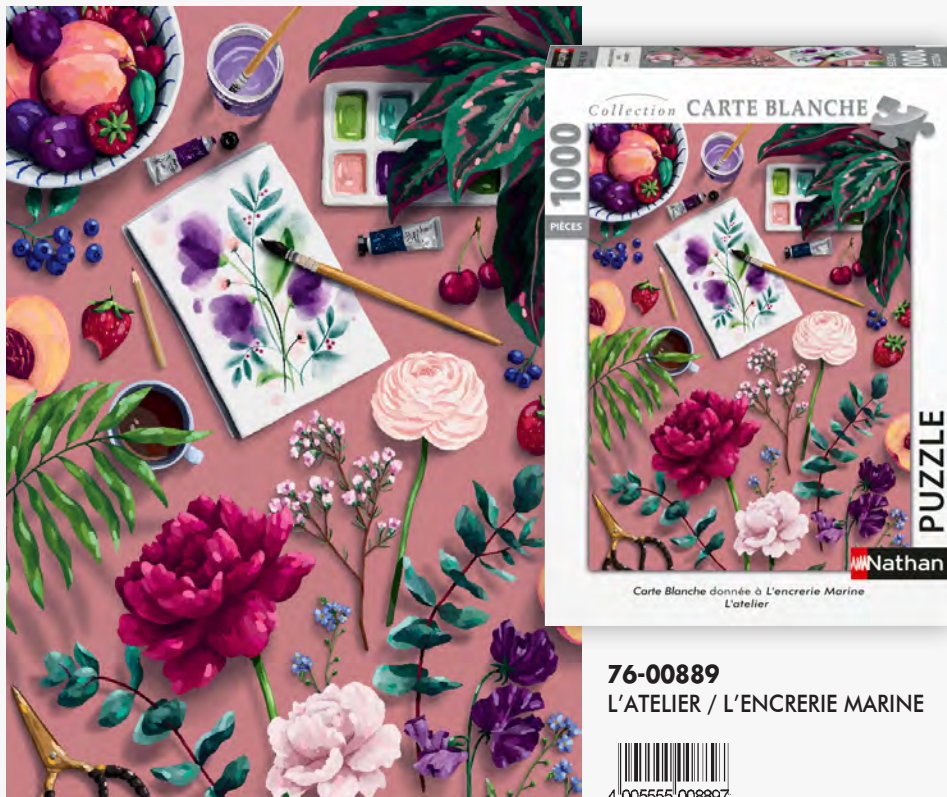 Collection CARTE BLANCHE
1000
PIÈCES
PUZZLE
Nathan
Carte Blanche donnée à L'encrerie Marine
L'atelier
76-00889
L'ATELIER / L'ENCRERIE MARINE
4 005555 008897